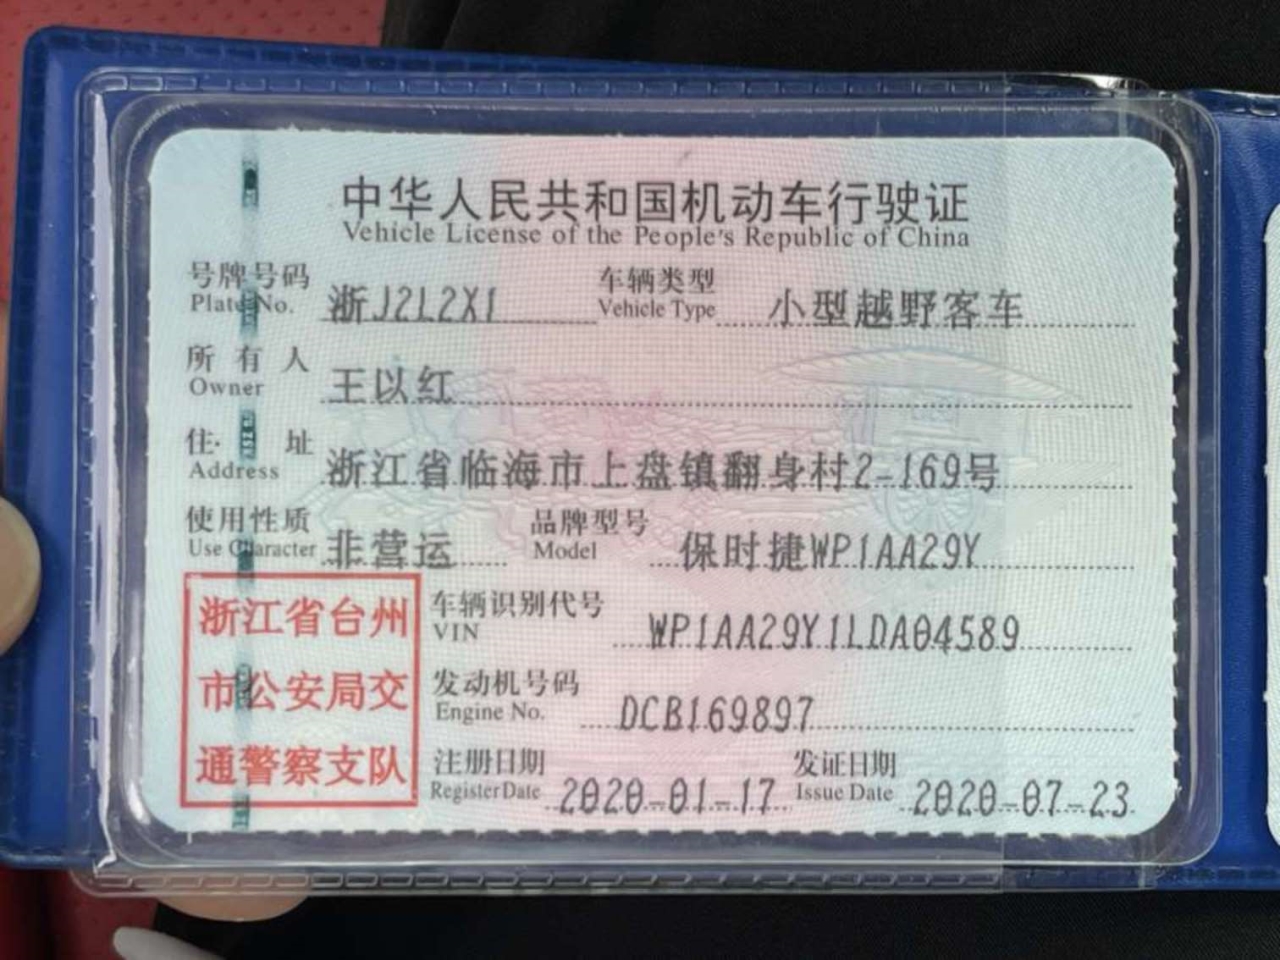 中华人民共和国机动车行驶证
Vehicle License of the People's Republic of China
号牌号码 浙J2L2X1 车辆类型 小型越野客车
Plate No. Vehicle Type
所有人 王以红
Owner
住址 浙江省临海市上盘镇翻身村2-169号
Address
使用性质 非营运 品牌型号 保时捷WP1AA29Y
Use Character Model
浙江省台州
市公安局交
通警察支队
车辆识别代号 WP1AA29Y1LDA04589
VIN
发动机号码 DCB169897
Engine No.
注册日期 2020-01-17 发证日期 2020-07-23
Register Date Issue Date